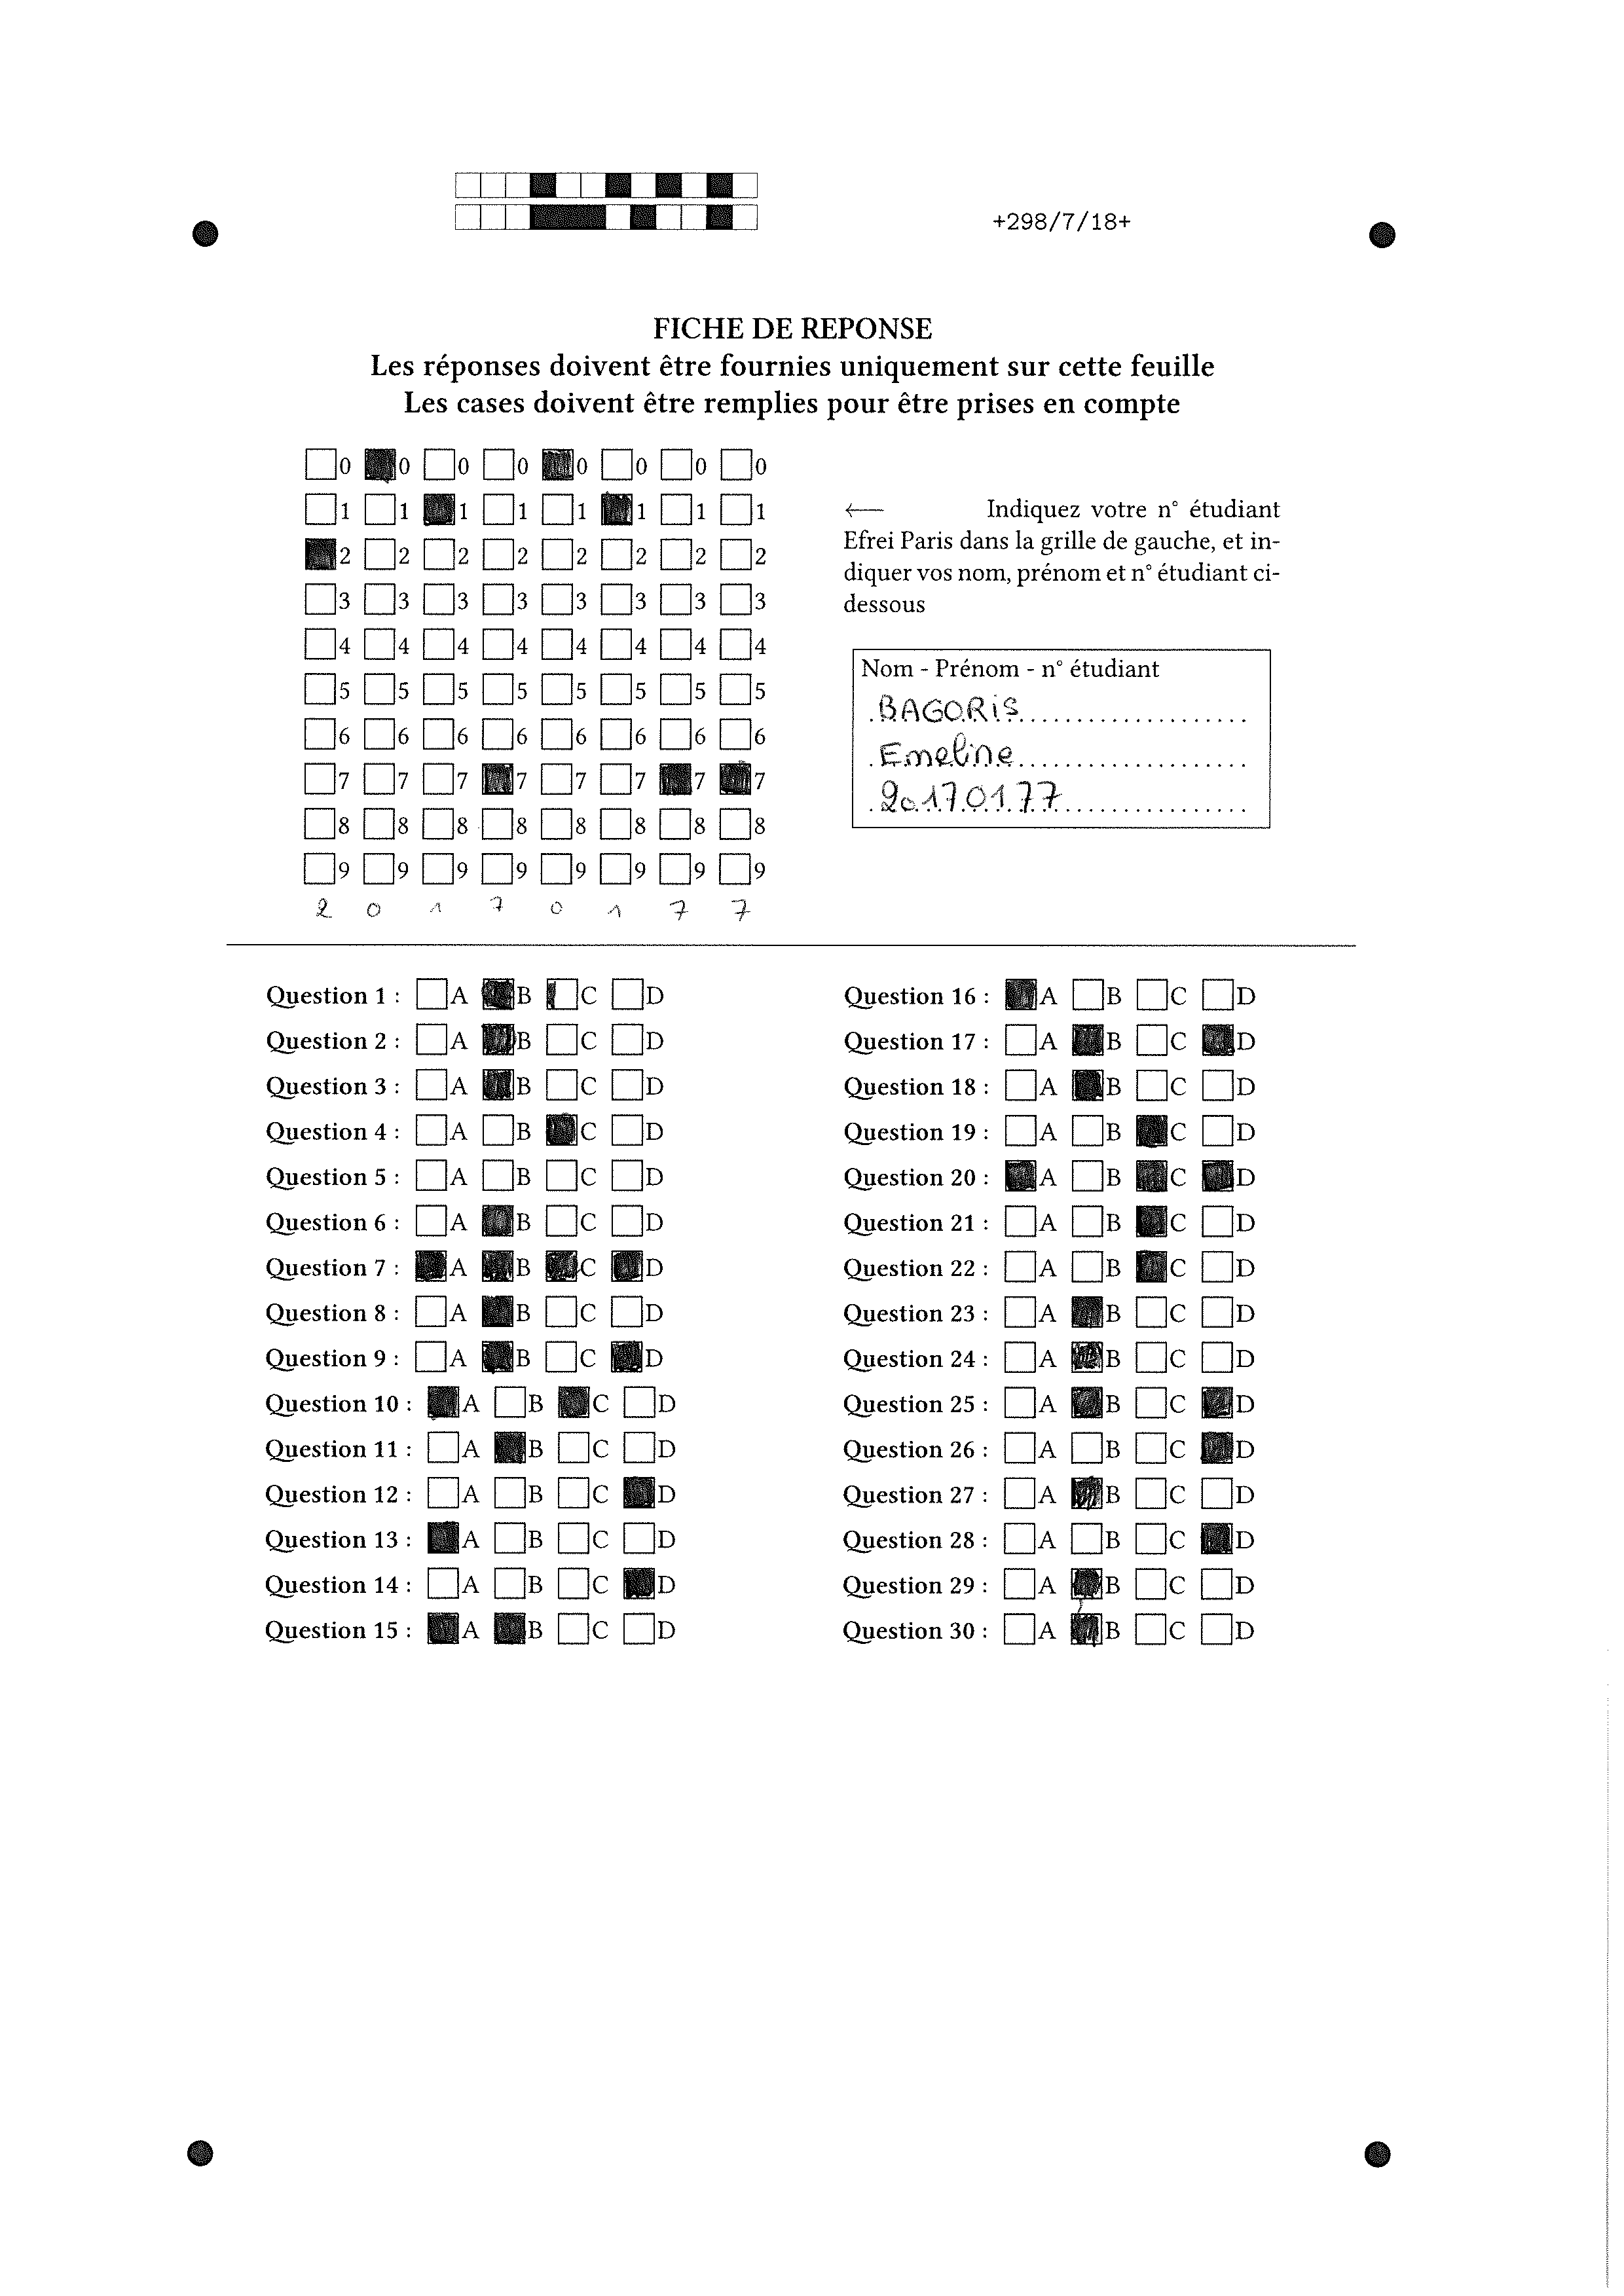 +298/7/18+
FICHE DE REPONSE
Les réponses doivent être fournies uniquement sur cette feuille
Les cases doivent être remplies pour être prises en compte
0 0 0 0 0 0 0 0
1 1 1 1 1 1 1 1
2 2 2 2 2 2 2 2
3 3 3 3 3 3 3 3
4 4 4 4 4 4 4 4
5 5 5 5 5 5 5 5
6 6 6 6 6 6 6 6
7 7 7 7 7 7 7 7
8 8 8 8 8 8 8 8
9 9 9 9 9 9 9 9
2 0 1 7 0 1 7 7
← Indiquez votre n° étudiant
Efrei Paris dans la grille de gauche, et in-
diquer vos nom, prénom et n° étudiant ci-
dessous
Nom - Prénom - n° étudiant
BAGORIS
Emeline
20170177
Question 1 : A B C D
Question 2 : A B C D
Question 3 : A B C D
Question 4 : A B C D
Question 5 : A B C D
Question 6 : A B C D
Question 7 : A B C D
Question 8 : A B C D
Question 9 : A B C D
Question 10 : A B C D
Question 11 : A B C D
Question 12 : A B C D
Question 13 : A B C D
Question 14 : A B C D
Question 15 : A B C D
Question 16 : A B C D
Question 17 : A B C D
Question 18 : A B C D
Question 19 : A B C D
Question 20 : A B C D
Question 21 : A B C D
Question 22 : A B C D
Question 23 : A B C D
Question 24 : A B C D
Question 25 : A B C D
Question 26 : A B C D
Question 27 : A B C D
Question 28 : A B C D
Question 29 : A B C D
Question 30 : A B C D